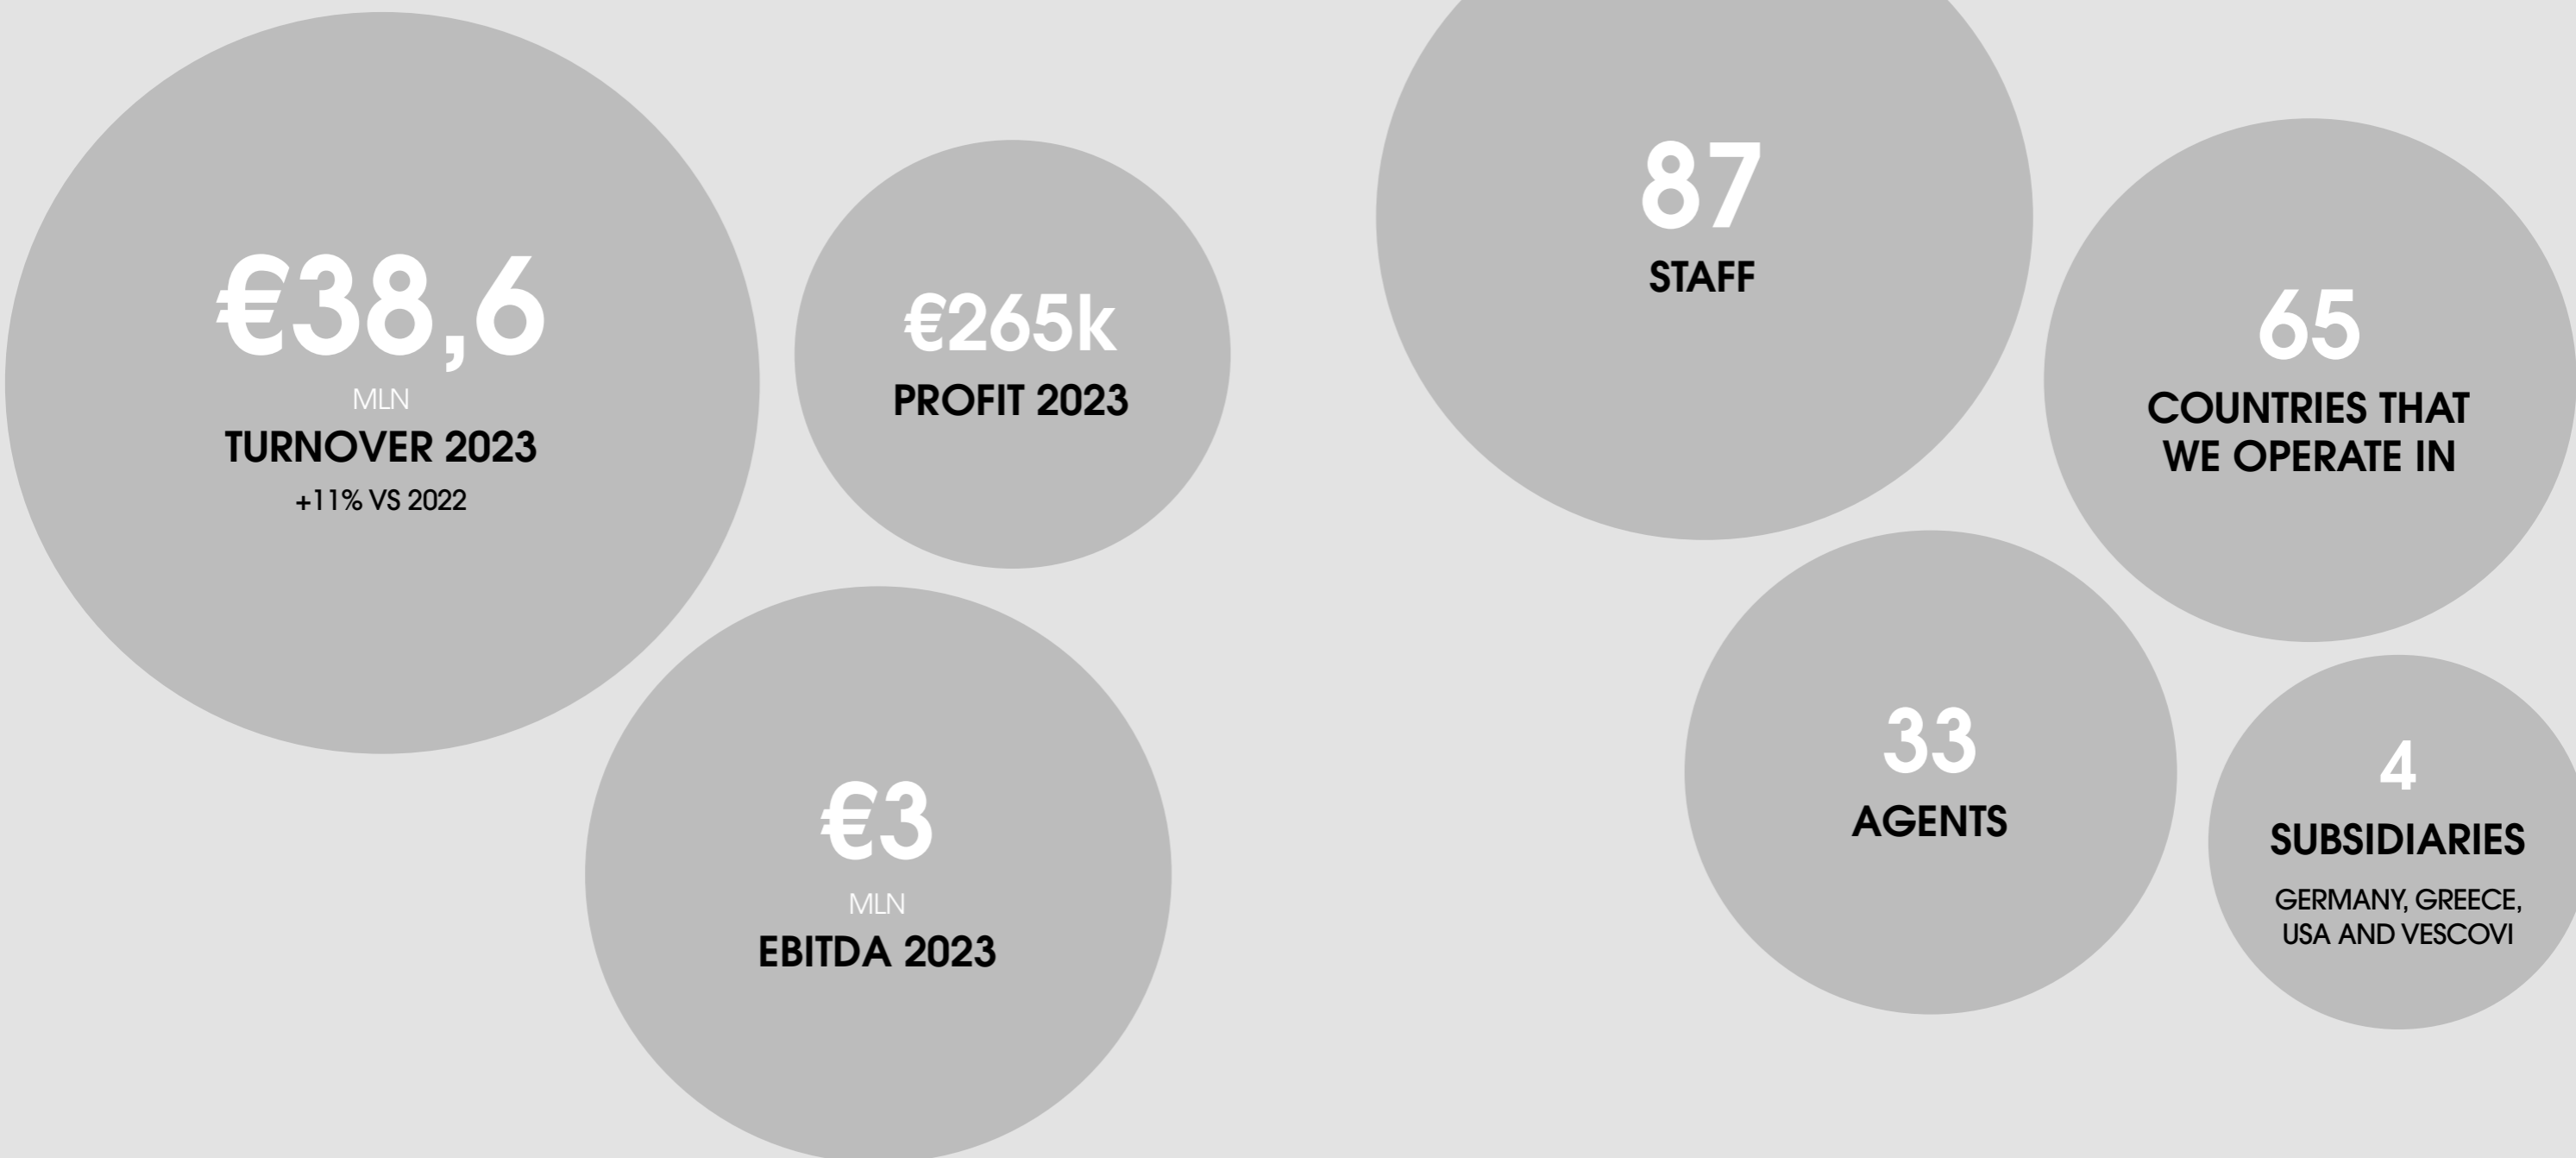 €38,6
MLN
TURNOVER 2023
+11% VS 2022
€265k
PROFIT 2023
€3
MLN
EBITDA 2023
87
STAFF
65
COUNTRIES THAT
WE OPERATE IN
33
AGENTS
4
SUBSIDIARIES
GERMANY, GREECE,
USA AND VESCOVI